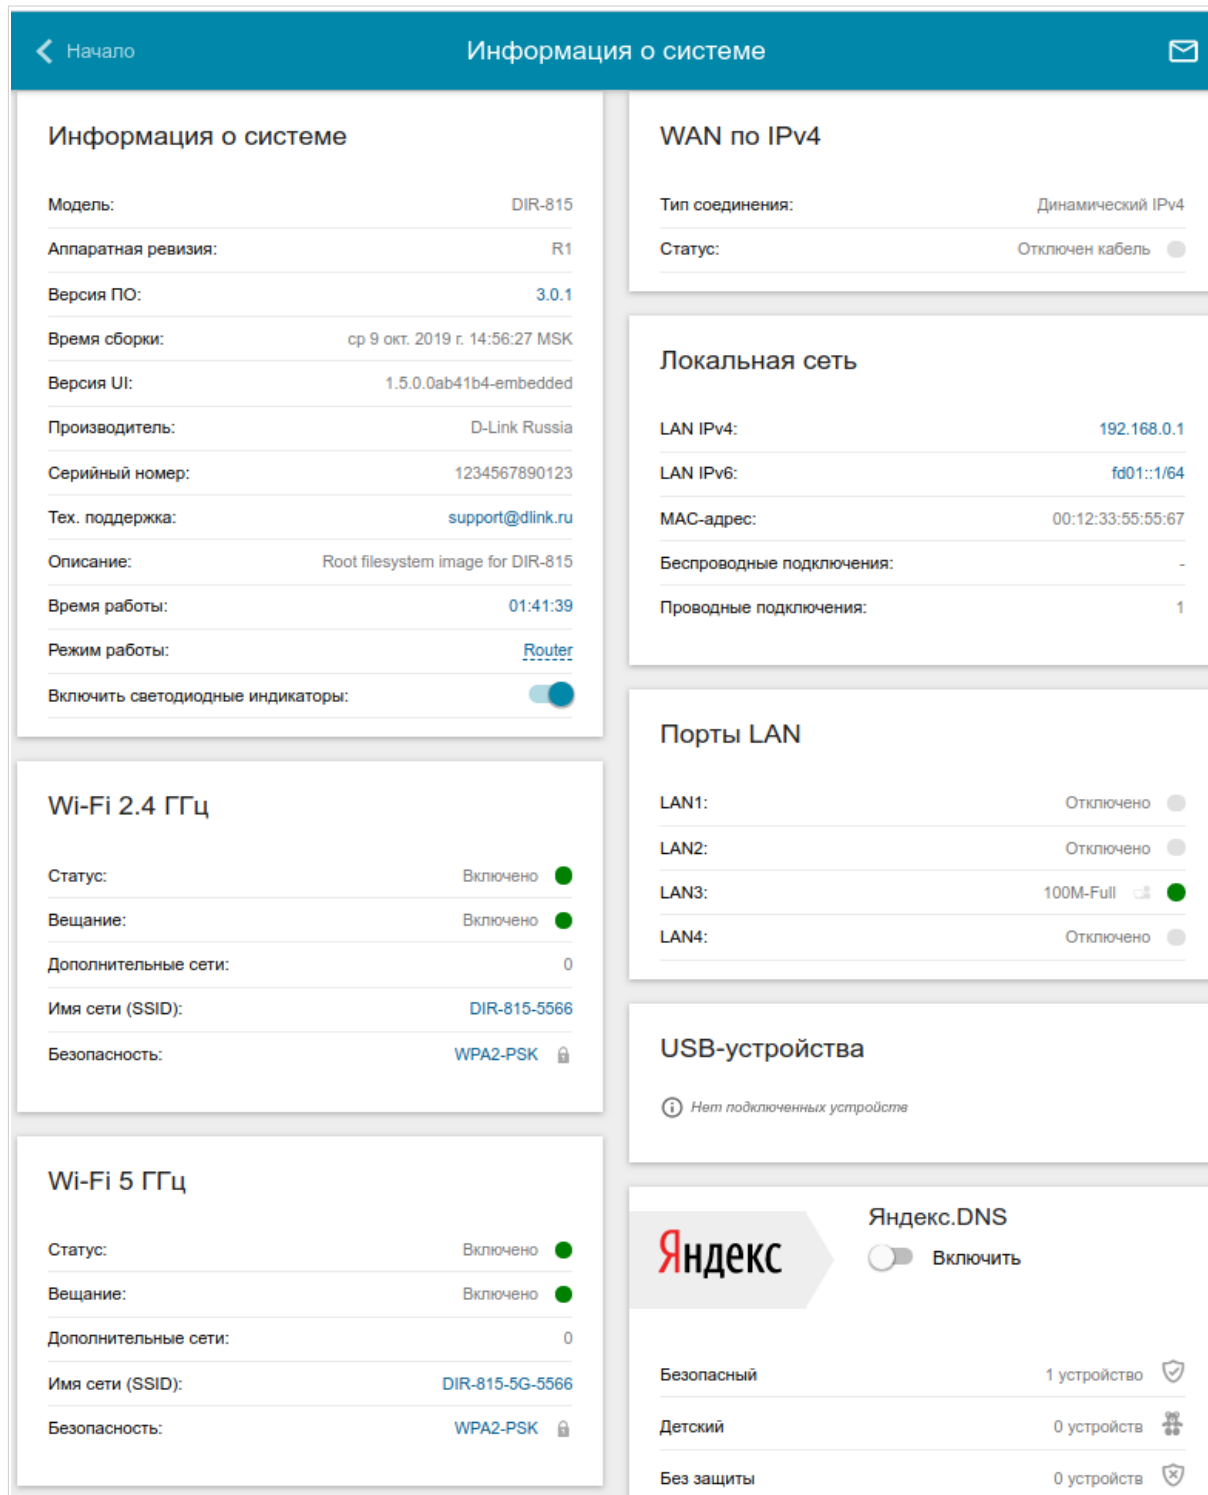 Начало
Информация о системе
Информация о системе
Модель: DIR-815
Аппаратная ревизия: R1
Версия ПО: 3.0.1
Время сборки: ср 9 окт. 2019 г. 14:56:27 MSK
Версия UI: 1.5.0.0ab41b4-embedded
Производитель: D-Link Russia
Серийный номер: 1234567890123
Тех. поддержка: support@dlink.ru
Описание: Root filesystem image for DIR-815
Время работы: 01:41:39
Режим работы: Router
Включить светодиодные индикаторы:
Wi-Fi 2.4 ГГц
Статус: Включено
Вещание: Включено
Дополнительные сети: 0
Имя сети (SSID): DIR-815-5566
Безопасность: WPA2-PSK
Wi-Fi 5 ГГц
Статус: Включено
Вещание: Включено
Дополнительные сети: 0
Имя сети (SSID): DIR-815-5G-5566
Безопасность: WPA2-PSK
WAN по IPv4
Тип соединения: Динамический IPv4
Статус: Отключен кабель
Локальная сеть
LAN IPv4: 192.168.0.1
LAN IPv6: fd01::1/64
MAC-адрес: 00:12:33:55:55:67
Беспроводные подключения: -
Проводные подключения: 1
Порты LAN
LAN1: Отключено
LAN2: Отключено
LAN3: 100M-Full
LAN4: Отключено
USB-устройства
Нет подключенных устройств
Яндекс
Яндекс.DNS
Включить
Безопасный 1 устройство
Детский 0 устройств
Без защиты 0 устройств